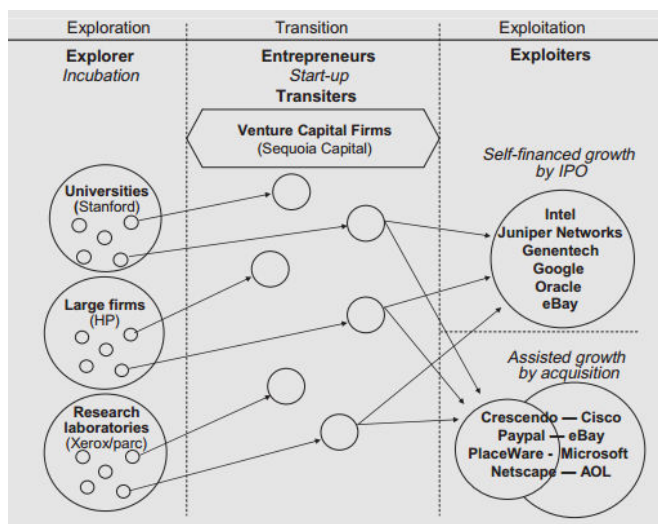 Exploration
Transition
Exploitation
Explorer
Incubation
Entrepreneurs
Start-up
Transiters
Exploiters
Venture Capital Firms
(Sequoia Capital)
Universities
(Stanford)
Large firms
(HP)
Research
laboratories
(Xerox/parc)
Self-financed growth
by IPO
Intel
Juniper Networks
Genentech
Google
Oracle
eBay
Assisted growth
by acquisition
Crescendo — Cisco
Paypal — eBay
PlaceWare - Microsoft
Netscape — AOL